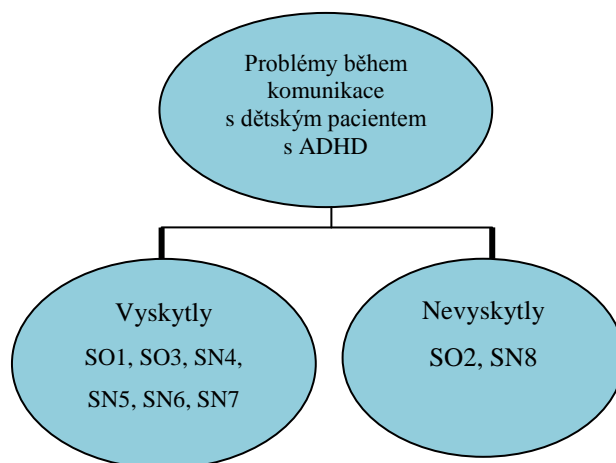 Problémy během
komunikace
s dětským pacientem
s ADHD
Vyskytly
SO1, SO3, SN4,
SN5, SN6, SN7
Nevyskytly
SO2, SN8